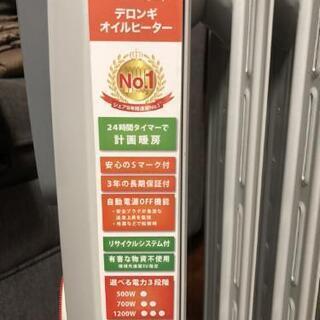 デロンギ
オイルヒーター
No.1
24時間タイマーで
計画暖房
安心のSマーク付
3年の長期保証付
自動電源OFF機能
リサイクルシステム付
有害な物質不使用
選べる電力3段階
500W
700W
1200W